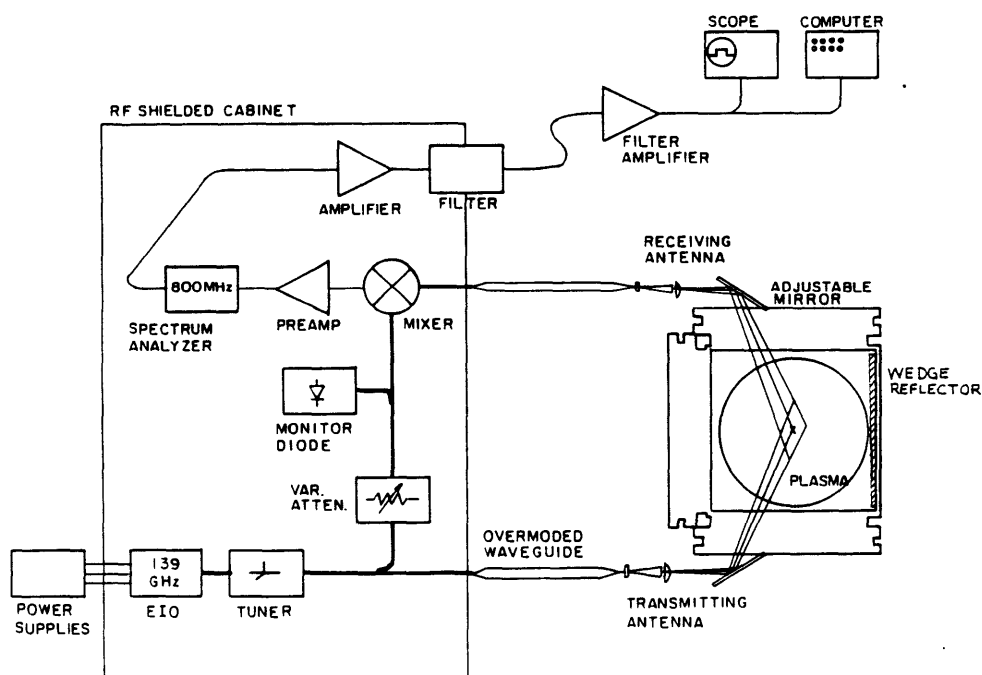 SCOPE
COMPUTER
RF SHIELDED CABINET
AMPLIFIER
FILTER
FILTER
AMPLIFIER
RECEIVING
ANTENNA
ADJUSTABLE
MIRROR
800MHz
SPECTRUM
ANALYZER
PREAMP
MIXER
WEDGE
REFLECTOR
MONITOR
DIODE
PLASMA
VAR.
ATTEN.
OVERMODED
WAVEGUIDE
POWER
SUPPLIES
139
GHz
EIO
TUNER
TRANSMITTING
ANTENNA